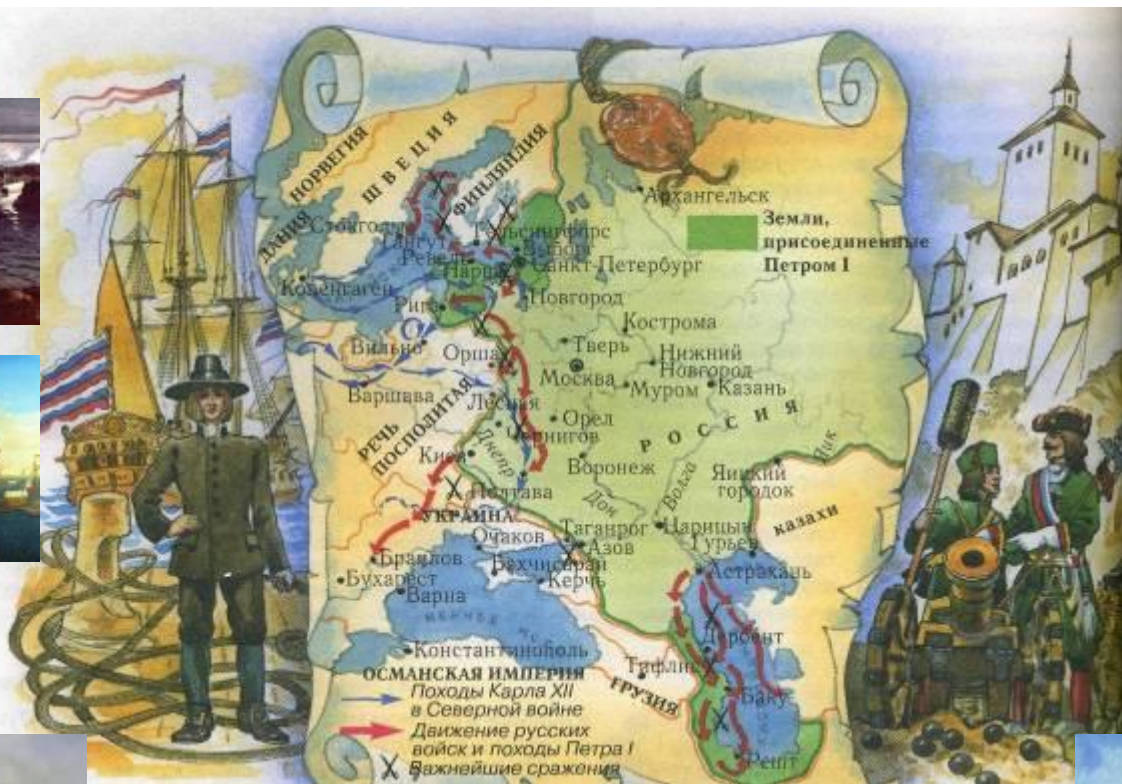 НОРВЕГИЯ
ШВЕЦИЯ
ФИНЛЯНДИЯ
ДАНИЯ
Архангельск
Земли,
присоединенные
Петром I
Стокгольм
Гангут
Гельсингфорс
Выборг
Ревель
Нарва
Санкт-Петербург
Копенгаген
Рига
Новгород
Кострома
Вильно
Орша
Тверь
Нижний
Новгород
Москва
Муром
Казань
Варшава
Лесная
РЕЧЬ
ПОСПОЛИТАЯ
Орел
РОССИЯ
Чернигов
Киев
Днепр
Воронеж
Яицкий
городок
Яик
Волга
Дон
Полтава
УКРАИНА
казахи
Очаков
Таганрог
Азов
Царицын
Гурьев
Браилов
Бахчисарай
Керчь
Астрахань
Бухарест
Варна
Константинополь
Дербент
Тифлис
ОСМАНСКАЯ ИМПЕРИЯ
ГРУЗИЯ
Баку
Походы Карла XII
в Северной войне
Движение русских
войск и походы Петра I
Важнейшие сражения
Решт